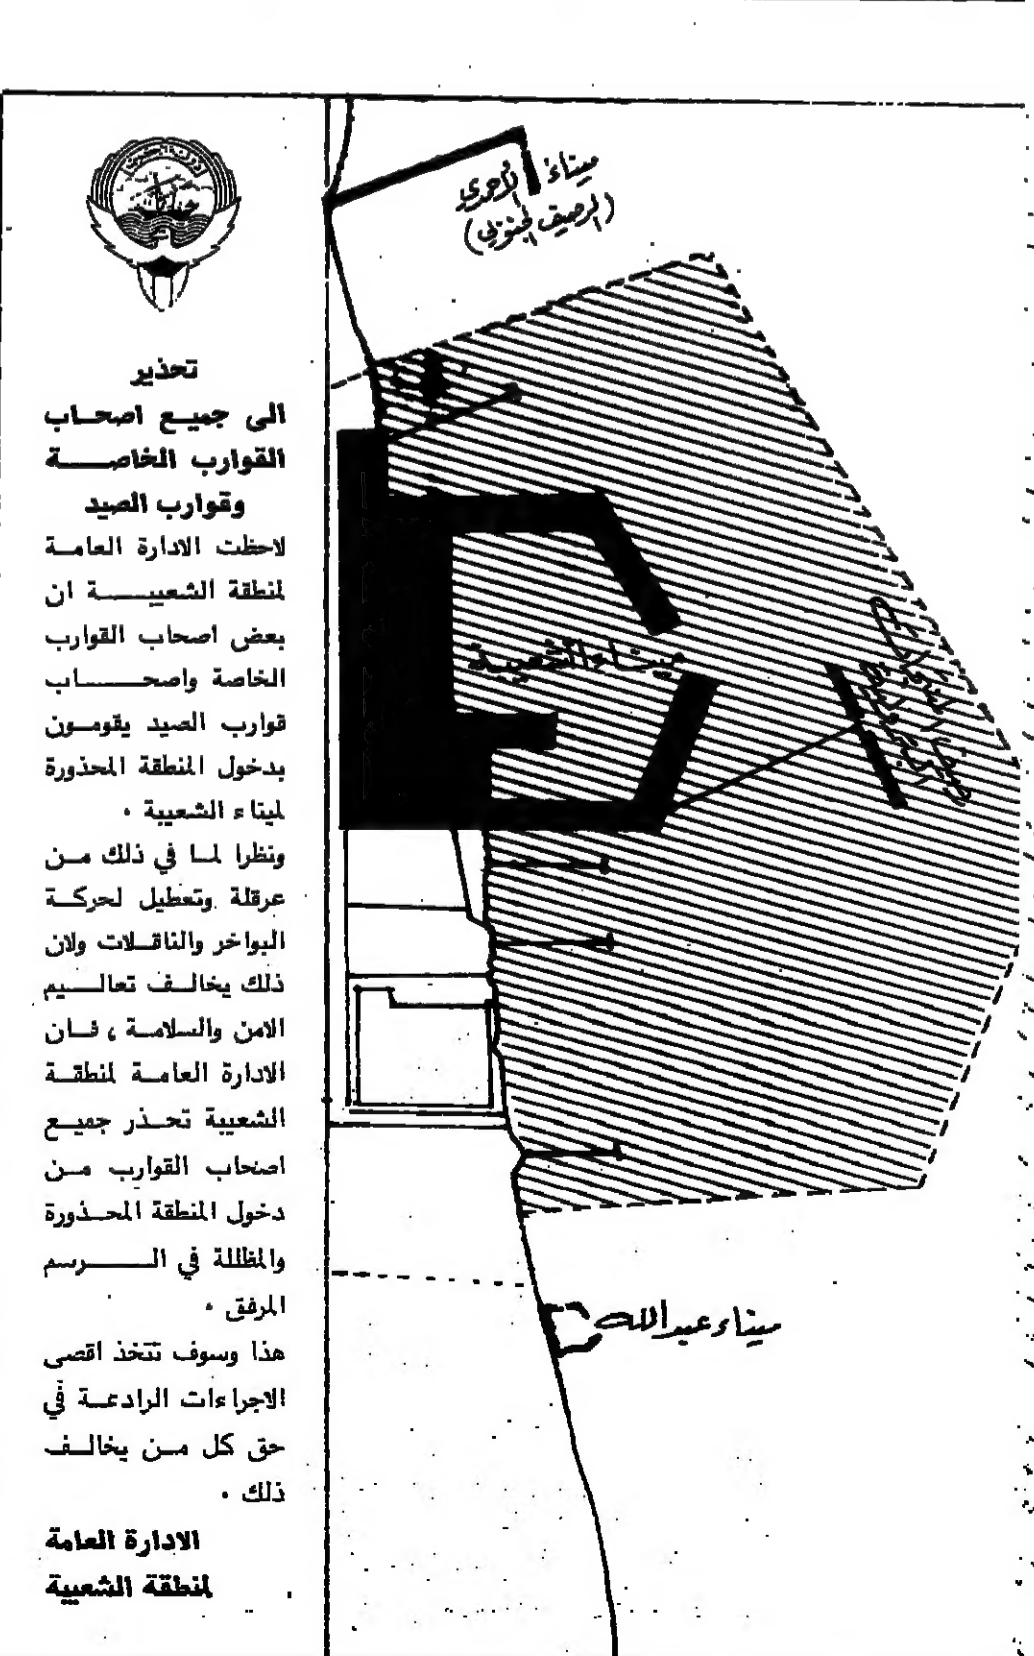 دولة الكويت
تحذير
الى جميع اصحاب
القوارب الخاصة
وقوارب الصيد
لاحظت الادارة العامة
لمنطقة الشعيبة ان
بعض اصحاب القوارب
الخاصة واصحاب
قوارب الصيد يقومون
بدخول المنطقة المحذورة
لميناء الشعيبة .
ونظرا لما في ذلك من
عرقلة وتعطيل لحركة
البواخر والناقلات ولان
ذلك يخالف تعاليم
الامن والسلامة ، فان
الادارة العامة لمنطقة
الشعيبة تحذر جميع
اصحاب القوارب من
دخول المنطقة المحذورة
والمظللة في الرسم
المرفق .
هذا وسوف تتخذ اقصى
الاجراءات الرادعة في
حق كل من يخالف
ذلك .
الادارة العامة
لمنطقة الشعيبة
ميناء الأحمدي
(الرصيف الجنوبي)
ميناء الشعيبة
ميناء عبدالله